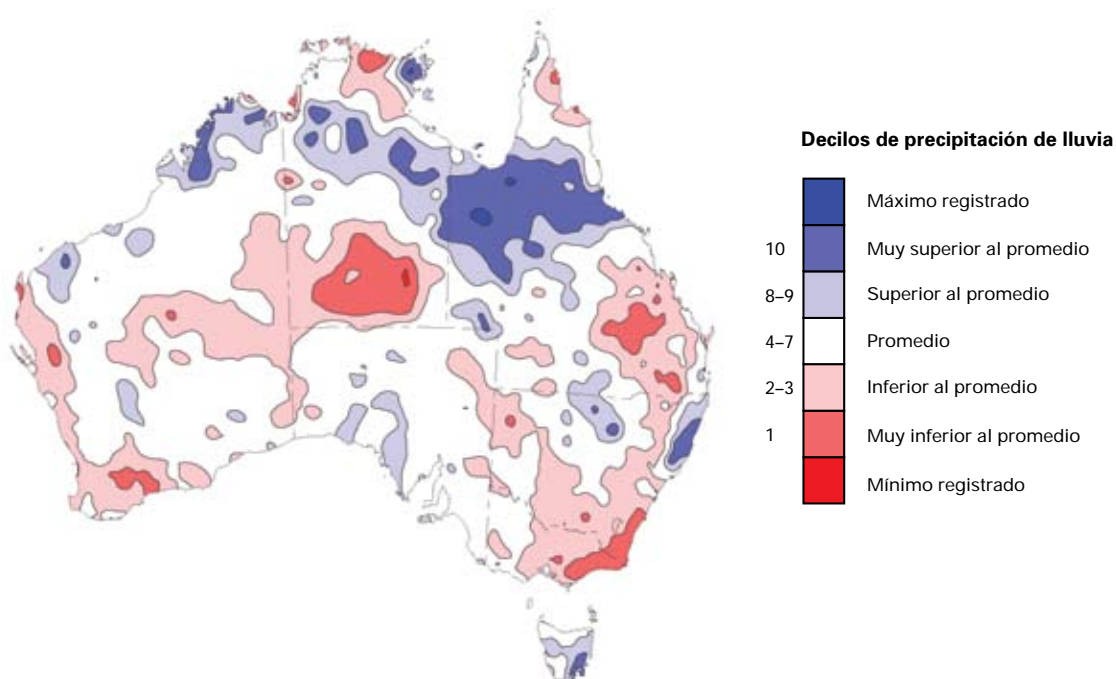 Decilos de precipitación de lluvia
Máximo registrado
10 Muy superior al promedio
8–9 Superior al promedio
4–7 Promedio
2–3 Inferior al promedio
1 Muy inferior al promedio
Mínimo registrado